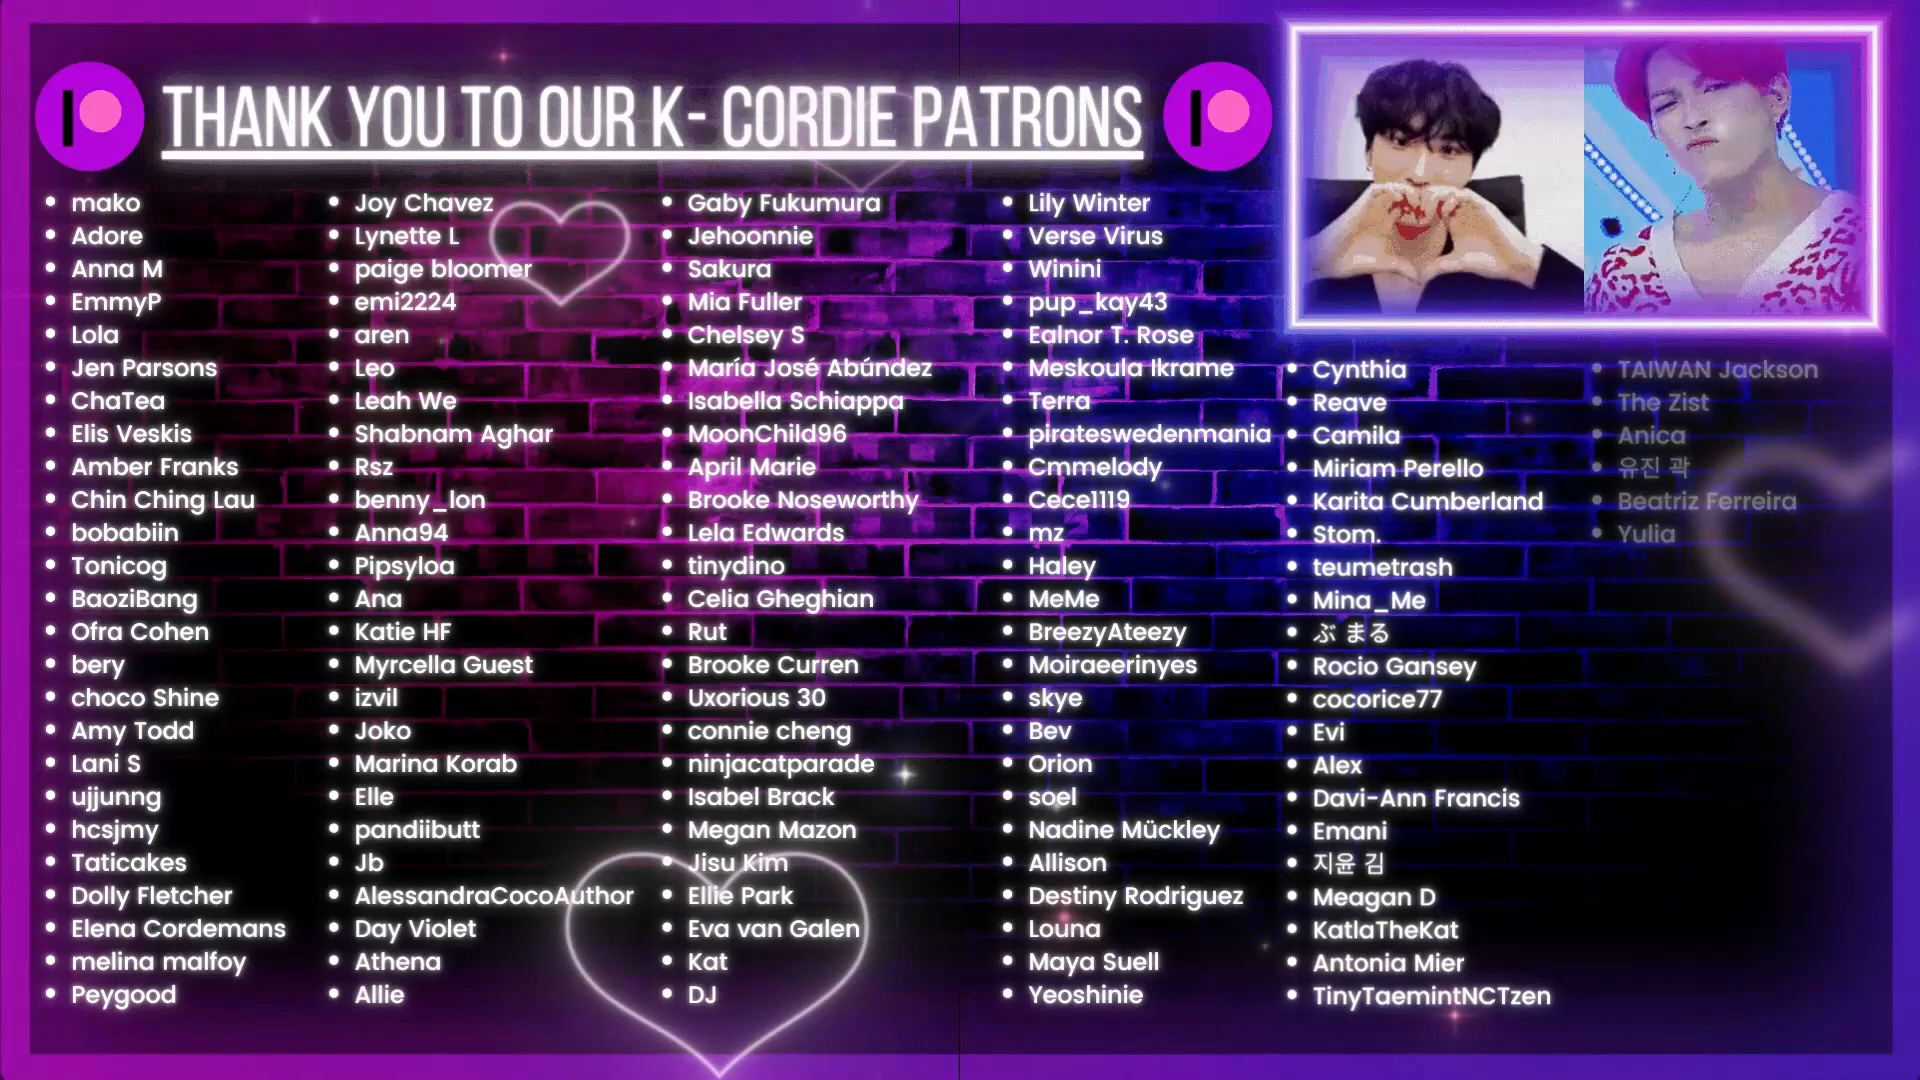 THANK YOU TO OUR K- CORDIE PATRONS
mako
Adore
Anna M
EmmyP
Lola
Jen Parsons
ChaTea
Elis Veskis
Amber Franks
Chin Ching Lau
bobabiin
Tonicog
BaoziBang
Ofra Cohen
bery
choco Shine
Amy Todd
Lani S
ujjunng
hcsjmy
Taticakes
Dolly Fletcher
Elena Cordemans
melina malfoy
Peygood
Joy Chavez
Lynette L
paige bloomer
emi2224
aren
Leo
Leah We
Shabnam Aghar
Rsz
benny_lon
Anna94
Pipsyloa
Ana
Katie HF
Myrcella Guest
izvil
Joko
Marina Korab
Elle
pandiibutt
Jb
AlessandraCocoAuthor
Day Violet
Athena
Allie
Gaby Fukumura
Jehoonnie
Sakura
Mia Fuller
Chelsey S
María José Abúndez
Isabella Schiappa
MoonChild96
April Marie
Brooke Noseworthy
Lela Edwards
tinydino
Celia Gheghian
Rut
Brooke Curren
Uxorious 30
connie cheng
ninjacatparade
Isabel Brack
Megan Mazon
Jisu Kim
Ellie Park
Eva van Galen
Kat
DJ
Lily Winter
Verse Virus
Winini
pup_kay43
Ealnor T. Rose
Meskoula Ikrame
Terra
irateswedenmania
Cmmelody
Cece1119
mz
Haley
MeMe
BreezyAteezy
Moiraeerinyes
skye
Bev
Orion
soel
Nadine Mückley
Allison
Destiny Rodriguez
Louna
Maya Suell
Yeoshinie
Cynthia
Reave
Camila
Miriam Perello
Karita Cumberland
Stom.
teumetrash
Mina_Me
ぶ まる
Rocio Gansey
cocorice77
Evi
Alex
Davi-Ann Francis
Emani
지윤 김
Meagan D
KatlaTheKat
Antonia Mier
TinyTaemintNCTzen
TAIWAN Jackson
The Zist
Anica
유진 곽
Beatriz Ferreira
Yulia